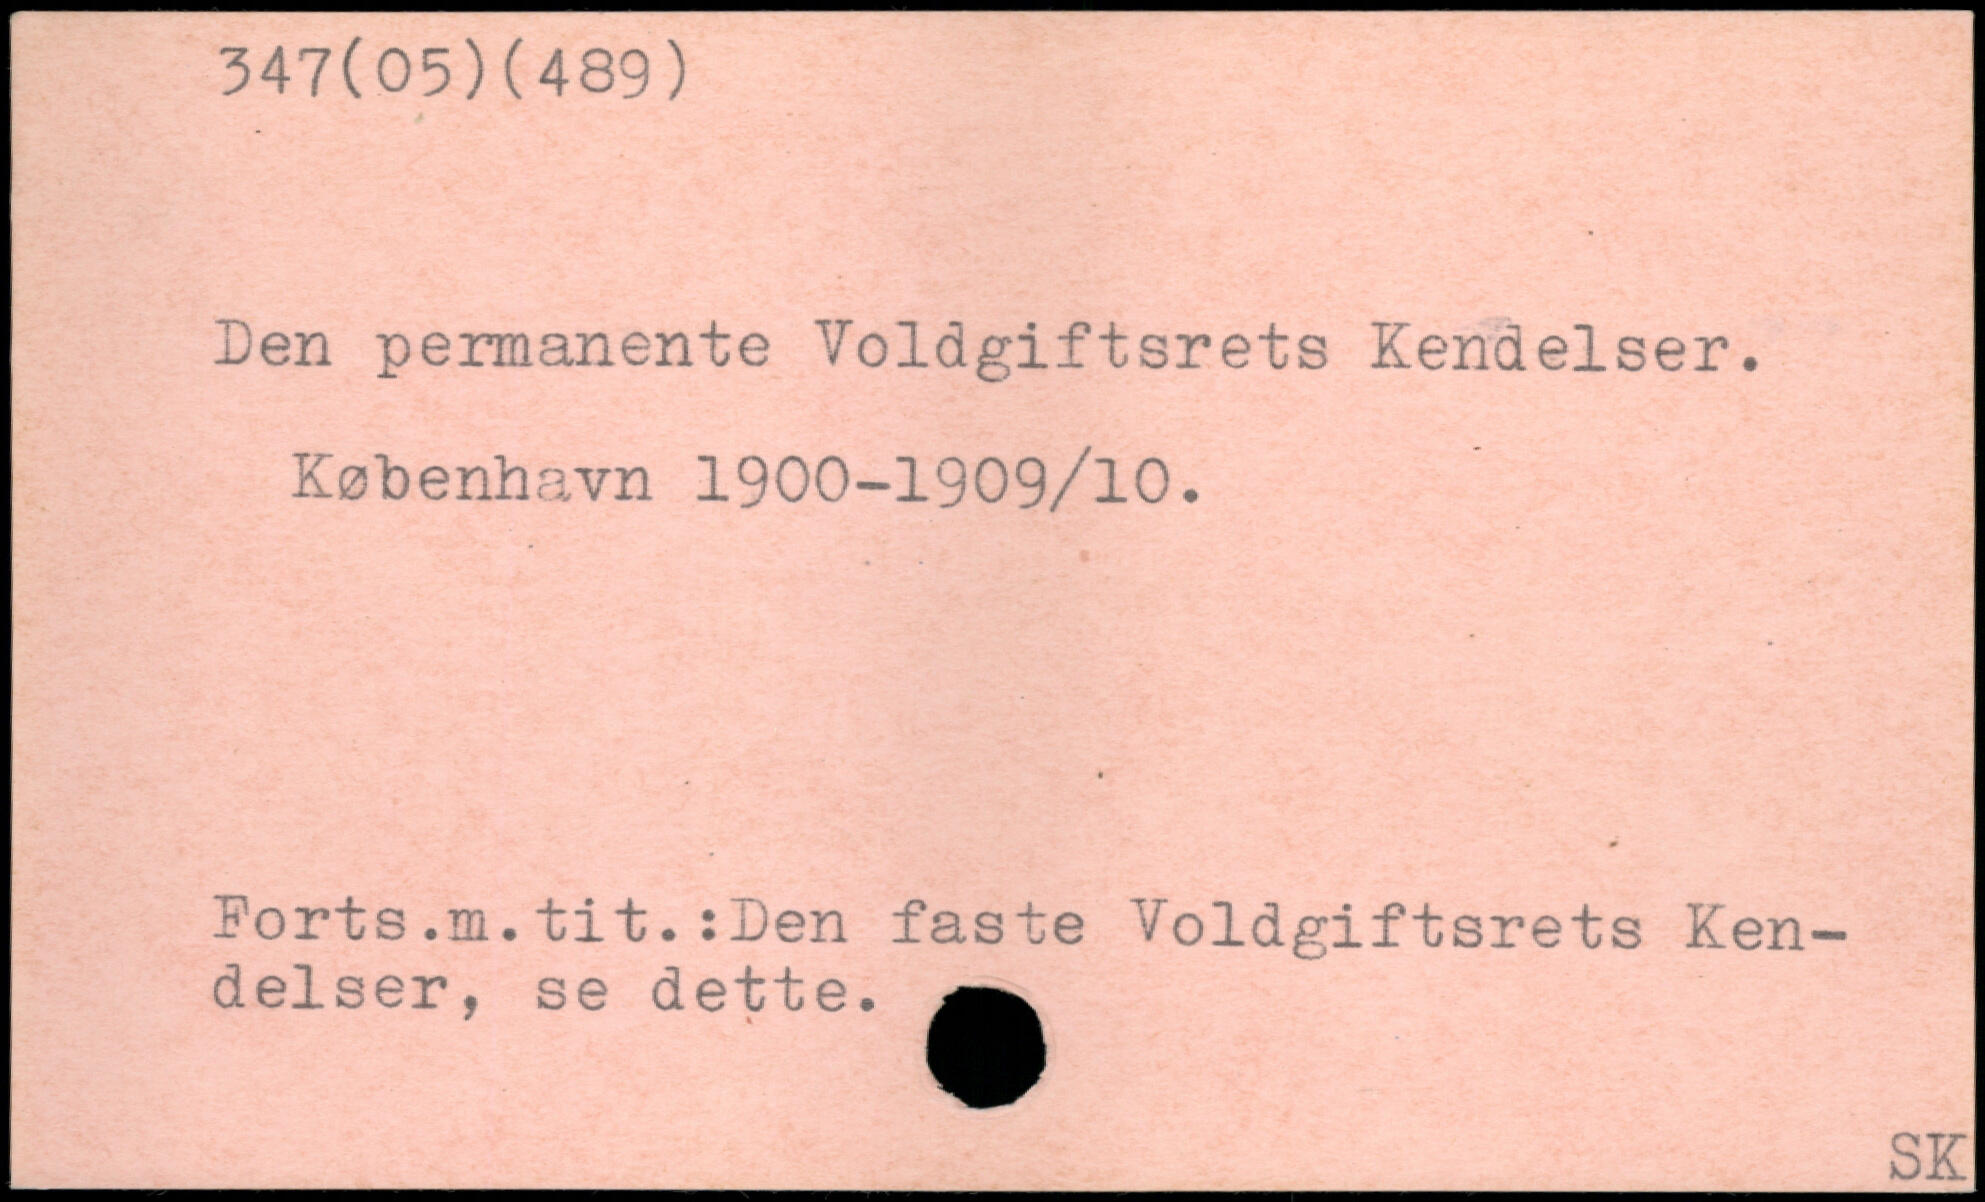 347(05)(489)
Den permanente Voldgiftsrets Kendelser.
København 1900-1909/10.
Forts.m.tit.:Den faste Voldgiftsrets Ken-
delser, se dette.
SK